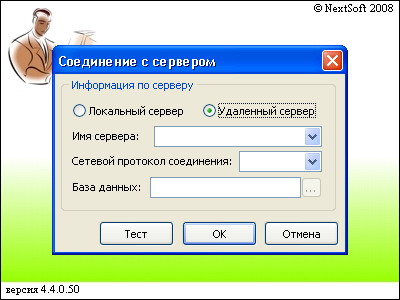 © NextSoft 2008
Соединение с сервером
Информация по серверу
Локальный сервер Удаленный сервер
Имя сервера:
Сетевой протокол соединения:
База данных: ...
Тест OK Отмена
версия 4.4.0.50